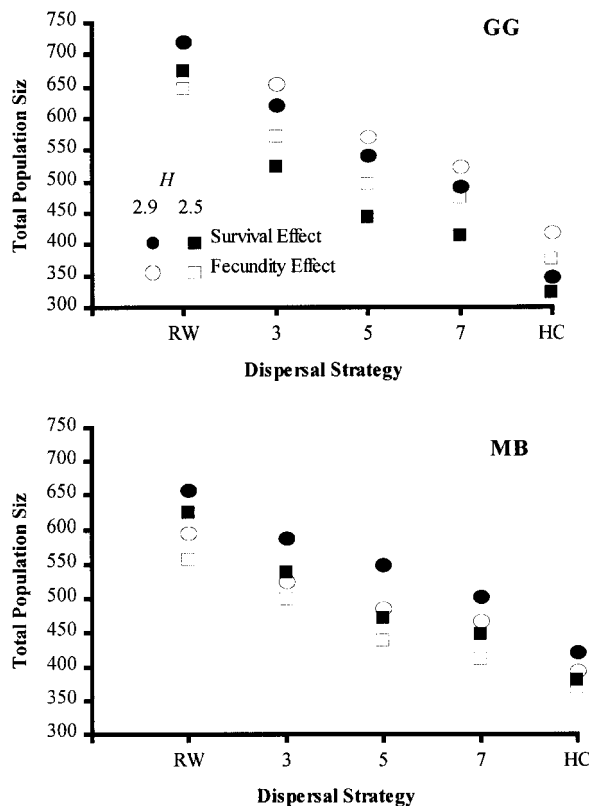 GG
Total Population Siz
750
700
650
600
550
500
450
400
350
300
H
2.9 2.5
Survival Effect
Fecundity Effect
RW 3 5 7 HC
Dispersal Strategy
MB
Total Population Siz
750
700
650
600
550
500
450
400
350
300
RW 3 5 7 HC
Dispersal Strategy